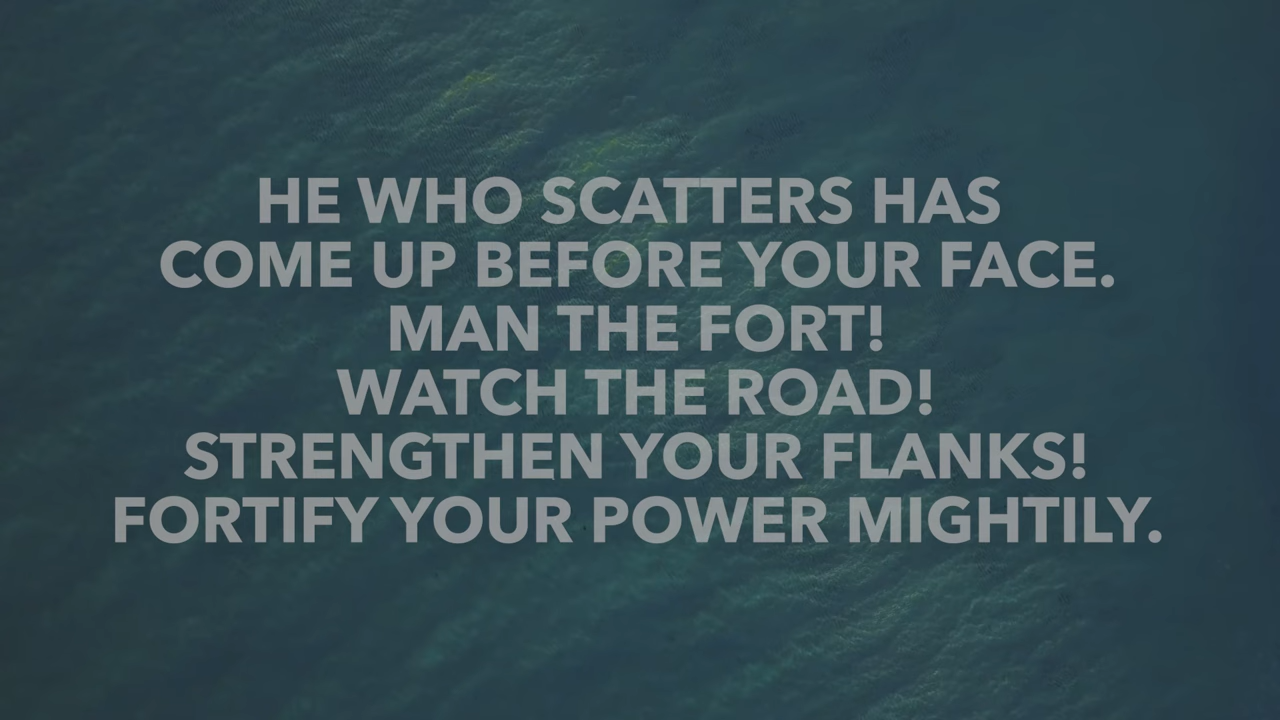 HE WHO SCATTERS HAS
COME UP BEFORE YOUR FACE.
MAN THE FORT!
WATCH THE ROAD!
STRENGTHEN YOUR FLANKS!
FORTIFY YOUR POWER MIGHTILY.